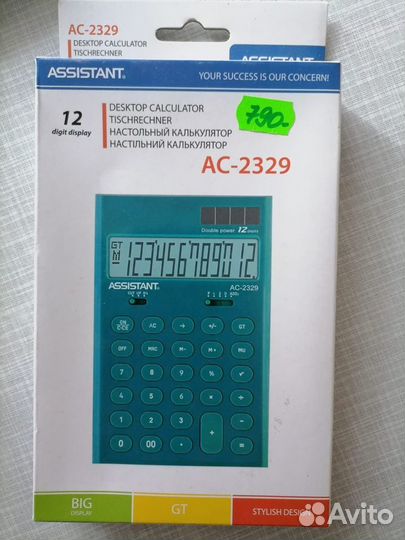 AC-2329
DESKTOP CALCULATOR
TISCHRECHNER
ASSISTANT
ASSISTANT
YOUR SUCCESS IS OUR CONCERN!
12
digit display
DESKTOP CALCULATOR
TISCHRECHNER
НАСТОЛЬНЫЙ КАЛЬКУЛЯТОР
НАСТІЛЬНИЙ КАЛЬКУЛЯТОР
790-
AC-2329
Double power 12 DIGITS
GT
M
123456789012.
ASSISTANT
AC-2329
ON C·CE AC → +/- GT
OFF MRC M- M+ MU
7 8 9 % √
4 5 6 × ÷
1 2 3 + -
0 00 . =
BIG
DISPLAY
GT
STYLISH DESIGN
Avito